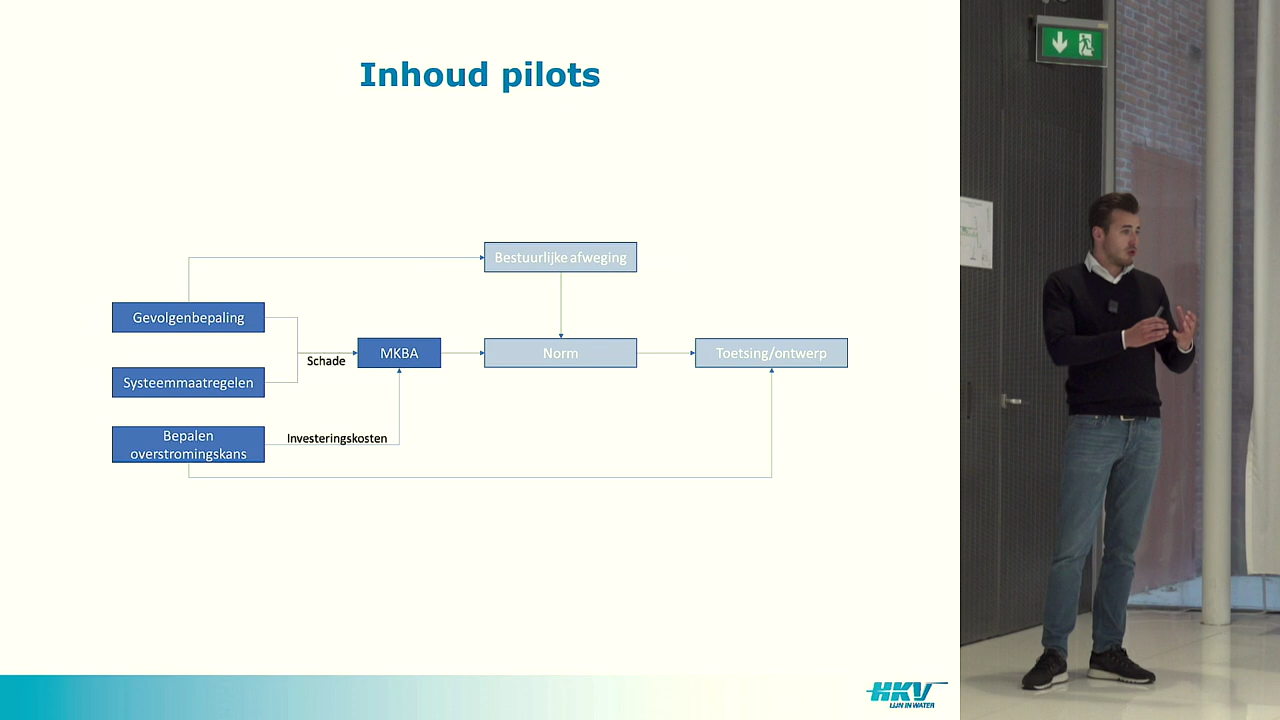 Inhoud pilots
Bestuurlijke afweging
Gevolgenbepaling
Schade
MKBA
Norm
Toetsing/ontwerp
Systeemmaatregelen
Bepalen
overstromingskans
Investeringskosten
HKV
LIJN IN WATER